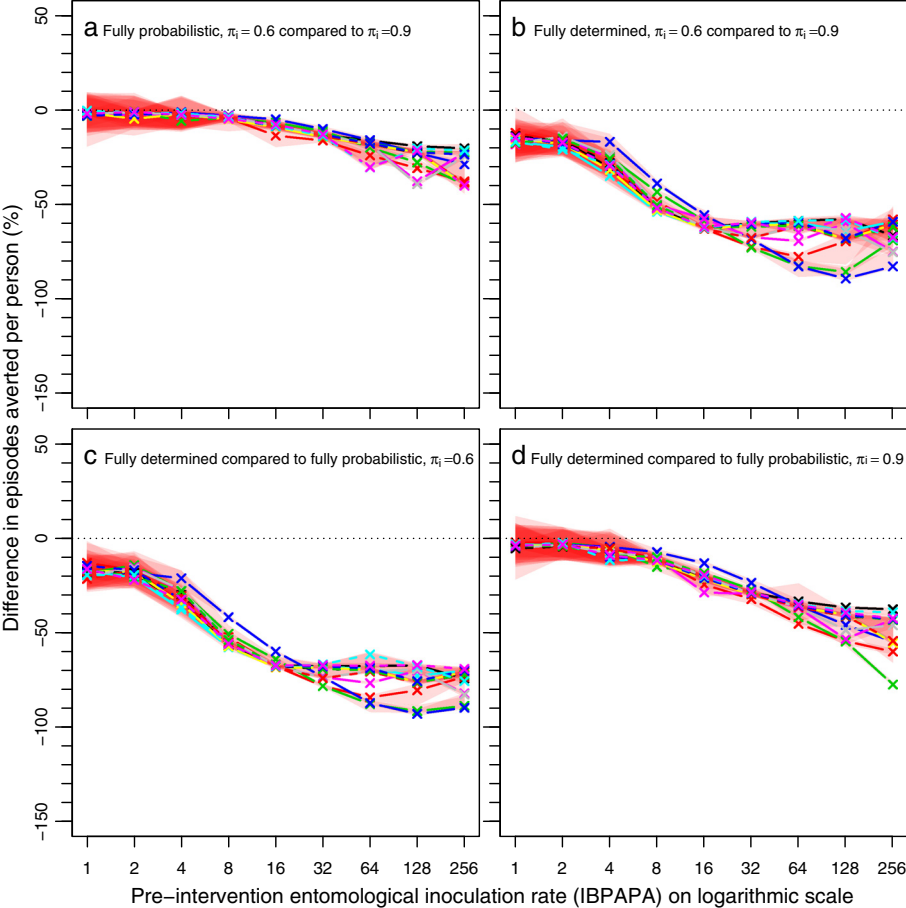 a Fully probabilistic, πi = 0.6 compared to πi=0.9
b Fully determined, πi = 0.6 compared to πi=0.9
50
0
−50
−100
−150
c Fully determined compared to fully probabilistic, πi=0.6
d Fully determined compared to fully probabilistic, πi= 0.9
50
0
−50
−100
−150
Difference in episodes averted per person (%)
1 2 4 8 16 32 64 128 256
1 2 4 8 16 32 64 128 256
Pre−intervention entomological inoculation rate (IBPAPA) on logarithmic scale